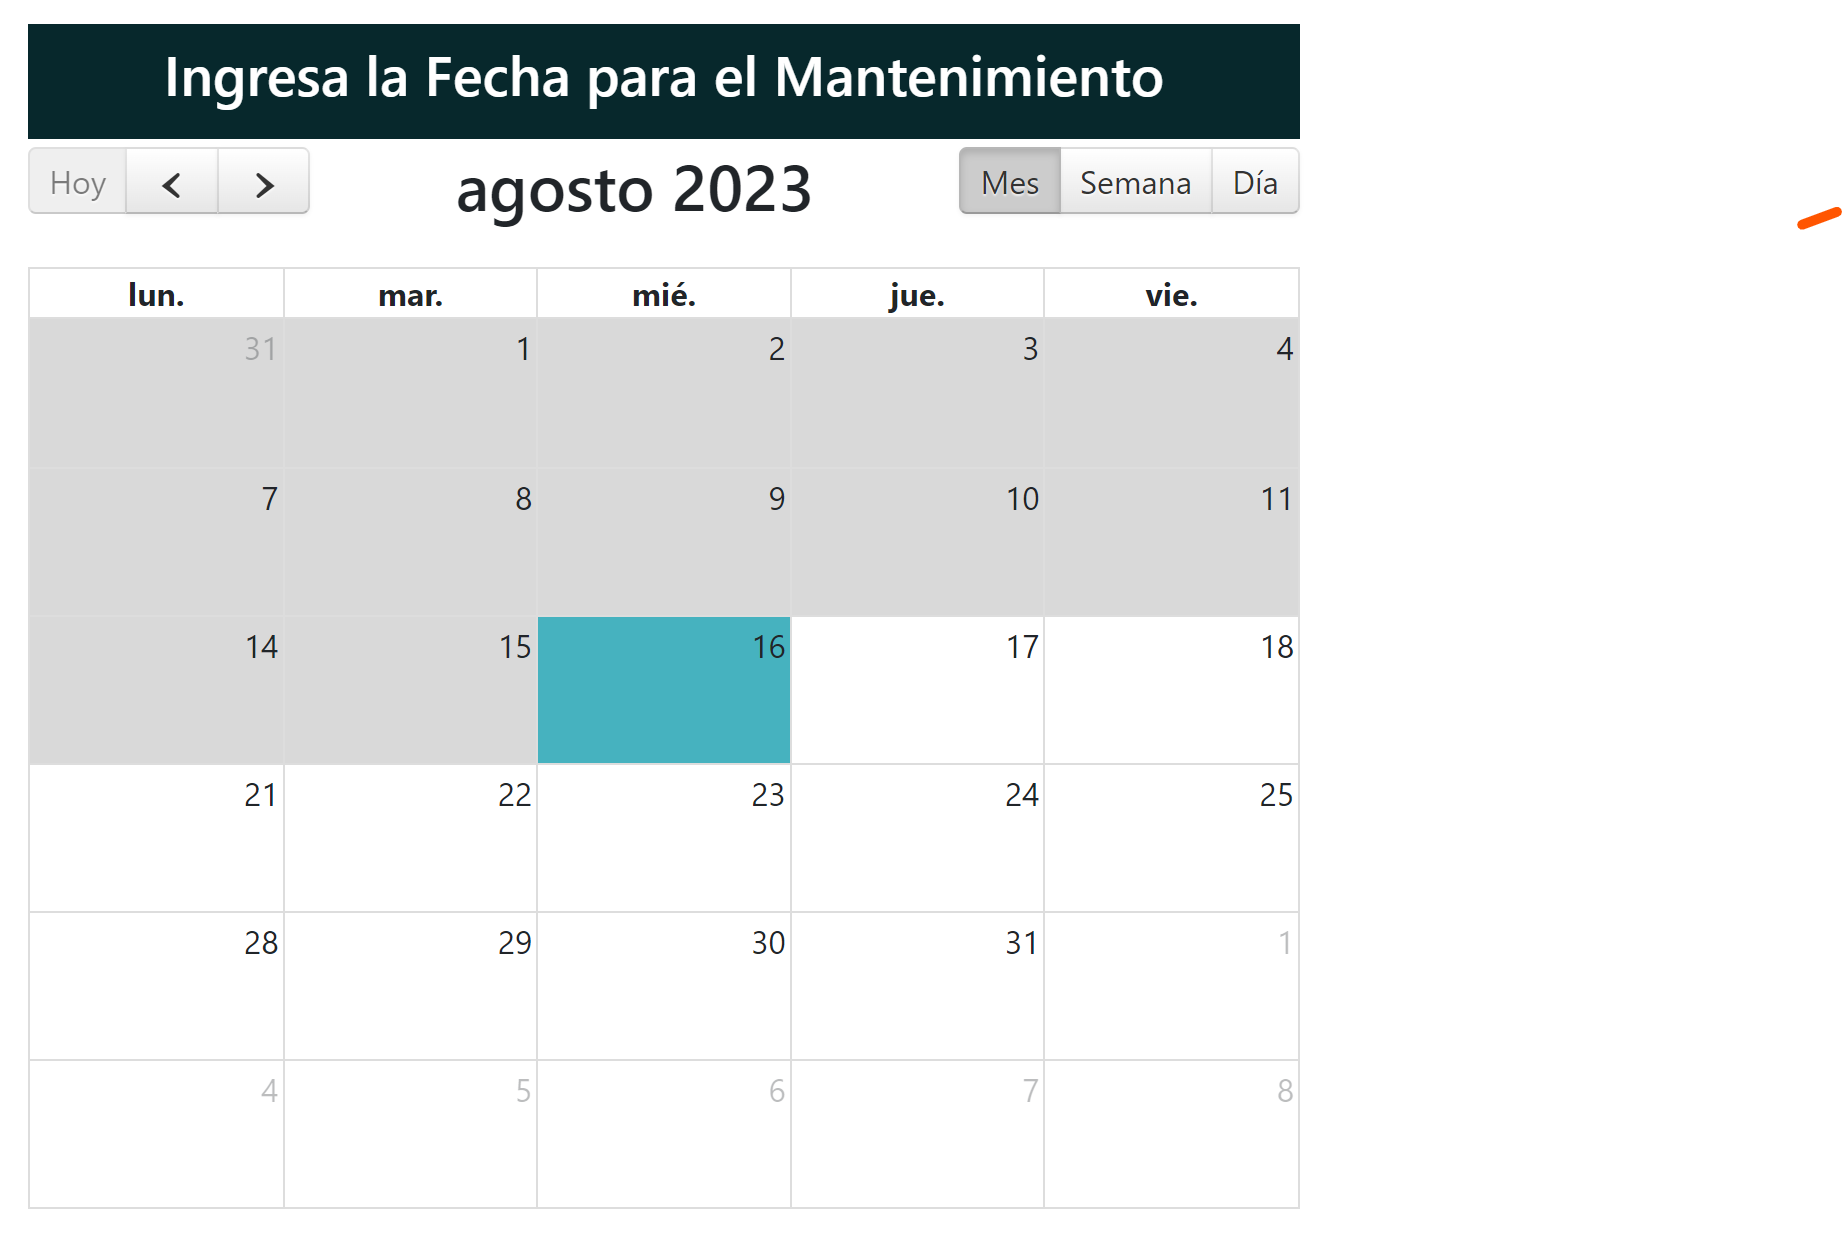 Ingresa la Fecha para el Mantenimiento
Hoy agosto 2023 Mes Semana Día
lun. mar. mié. jue. vie.
31 1 2 3 4
7 8 9 10 11
14 15 16 17 18
21 22 23 24 25
28 29 30 31 1
4 5 6 7 8